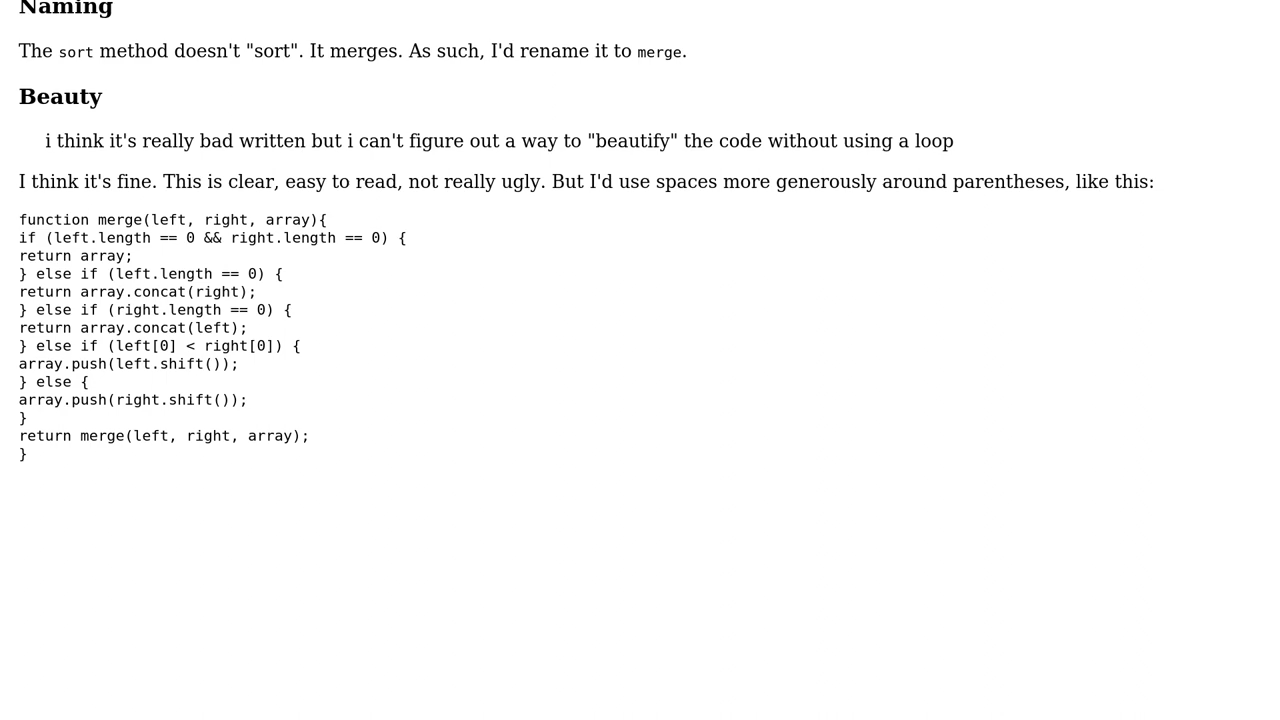 Naming
The sort method doesn't "sort". It merges. As such, I'd rename it to merge.
Beauty
i think it's really bad written but i can't figure out a way to "beautify" the code without using a loop
I think it's fine. This is clear, easy to read, not really ugly. But I'd use spaces more generously around parentheses, like this:
function merge(left, right, array){
if (left.length == 0 && right.length == 0) {
return array;
} else if (left.length == 0) {
return array.concat(right);
} else if (right.length == 0) {
return array.concat(left);
} else if (left[0] < right[0]) {
array.push(left.shift());
} else {
array.push(right.shift());
}
return merge(left, right, array);
}